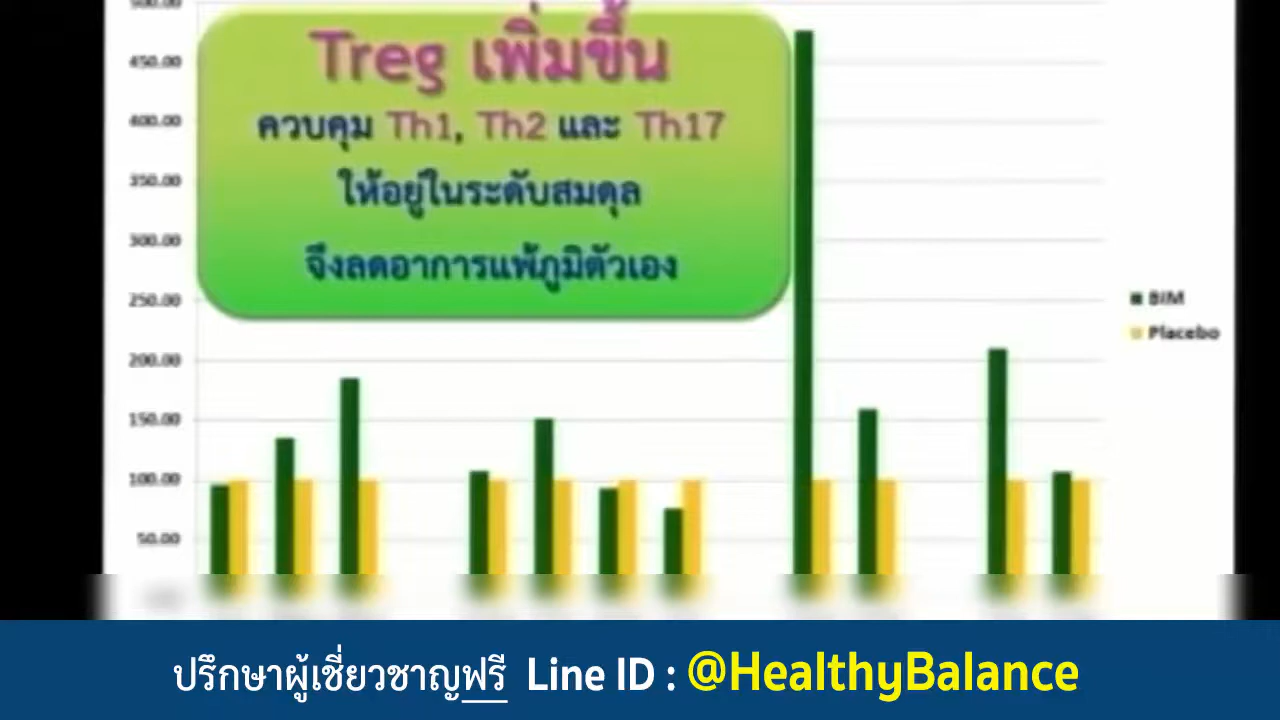 500.00
Treg เพิ่มขึ้น
450.00
ควบคุม Th1, Th2 และ Th17
400.00
ให้อยู่ในระดับสมดุล
350.00
จึงลดอาการแพ้ภูมิตัวเอง
300.00
250.00
BIM
Placebo
200.00
150.00
100.00
50.00
ปรึกษาผู้เชี่ยวชาญฟรี Line ID : @HealthyBalance